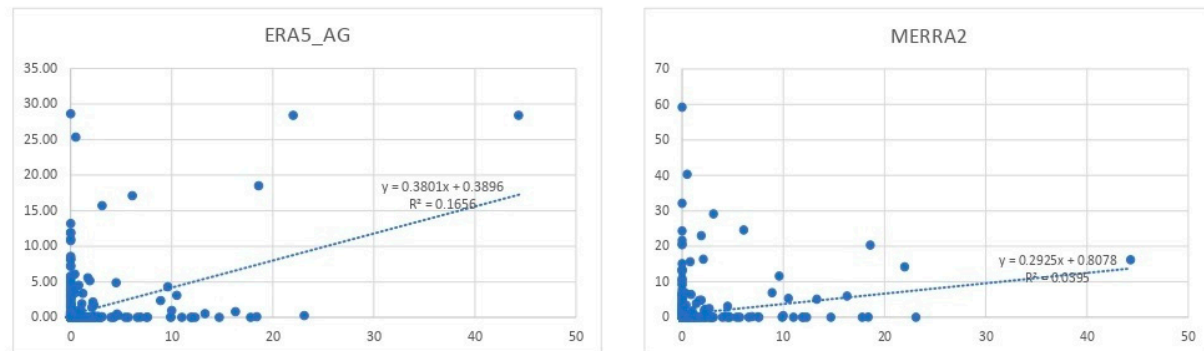 ERA5_AG
35.00
30.00
25.00
20.00
15.00
10.00
5.00
0.00
0 10 20 30 40 50
y = 0.3801x + 0.3896
R² = 0.1656
MERRA2
70
60
50
40
30
20
10
0
0 10 20 30 40 50
y = 0.2925x + 0.8078
R² = 0.0595